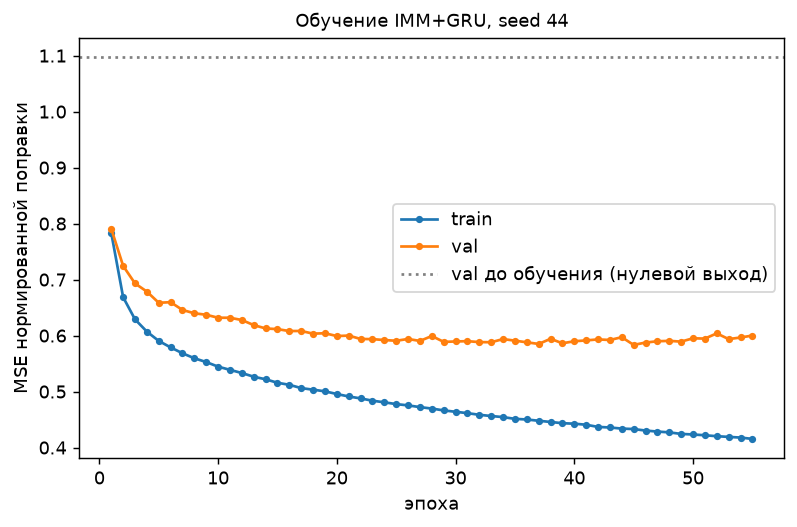 Обучение IMM+GRU, seed 44
MSE нормированной поправки
1.1
1.0
0.9
0.8
0.7
0.6
0.5
0.4
train
val
val до обучения (нулевой выход)
0 10 20 30 40 50
эпоха